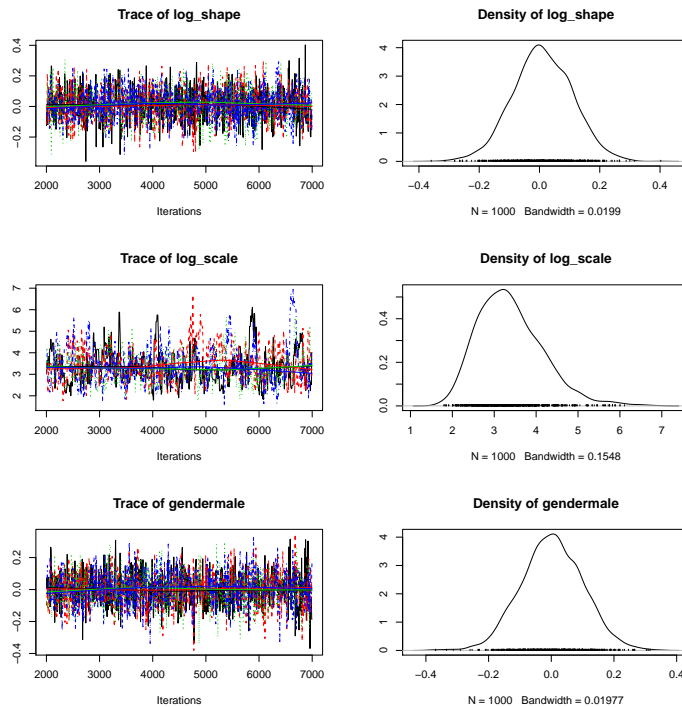 Trace of log_shape
−0.2 0.0 0.2 0.4
2000 3000 4000 5000 6000 7000
Iterations
Density of log_shape
0 1 2 3 4
−0.4 −0.2 0.0 0.2 0.4
N = 1000 Bandwidth = 0.0199
Trace of log_scale
2 3 4 5 6 7
2000 3000 4000 5000 6000 7000
Iterations
Density of log_scale
0.0 0.2 0.4
1 2 3 4 5 6 7
N = 1000 Bandwidth = 0.1548
Trace of gendermale
−0.4 −0.2 0.0 0.2
2000 3000 4000 5000 6000 7000
Iterations
Density of gendermale
0 1 2 3 4
−0.4 −0.2 0.0 0.2 0.4
N = 1000 Bandwidth = 0.01977